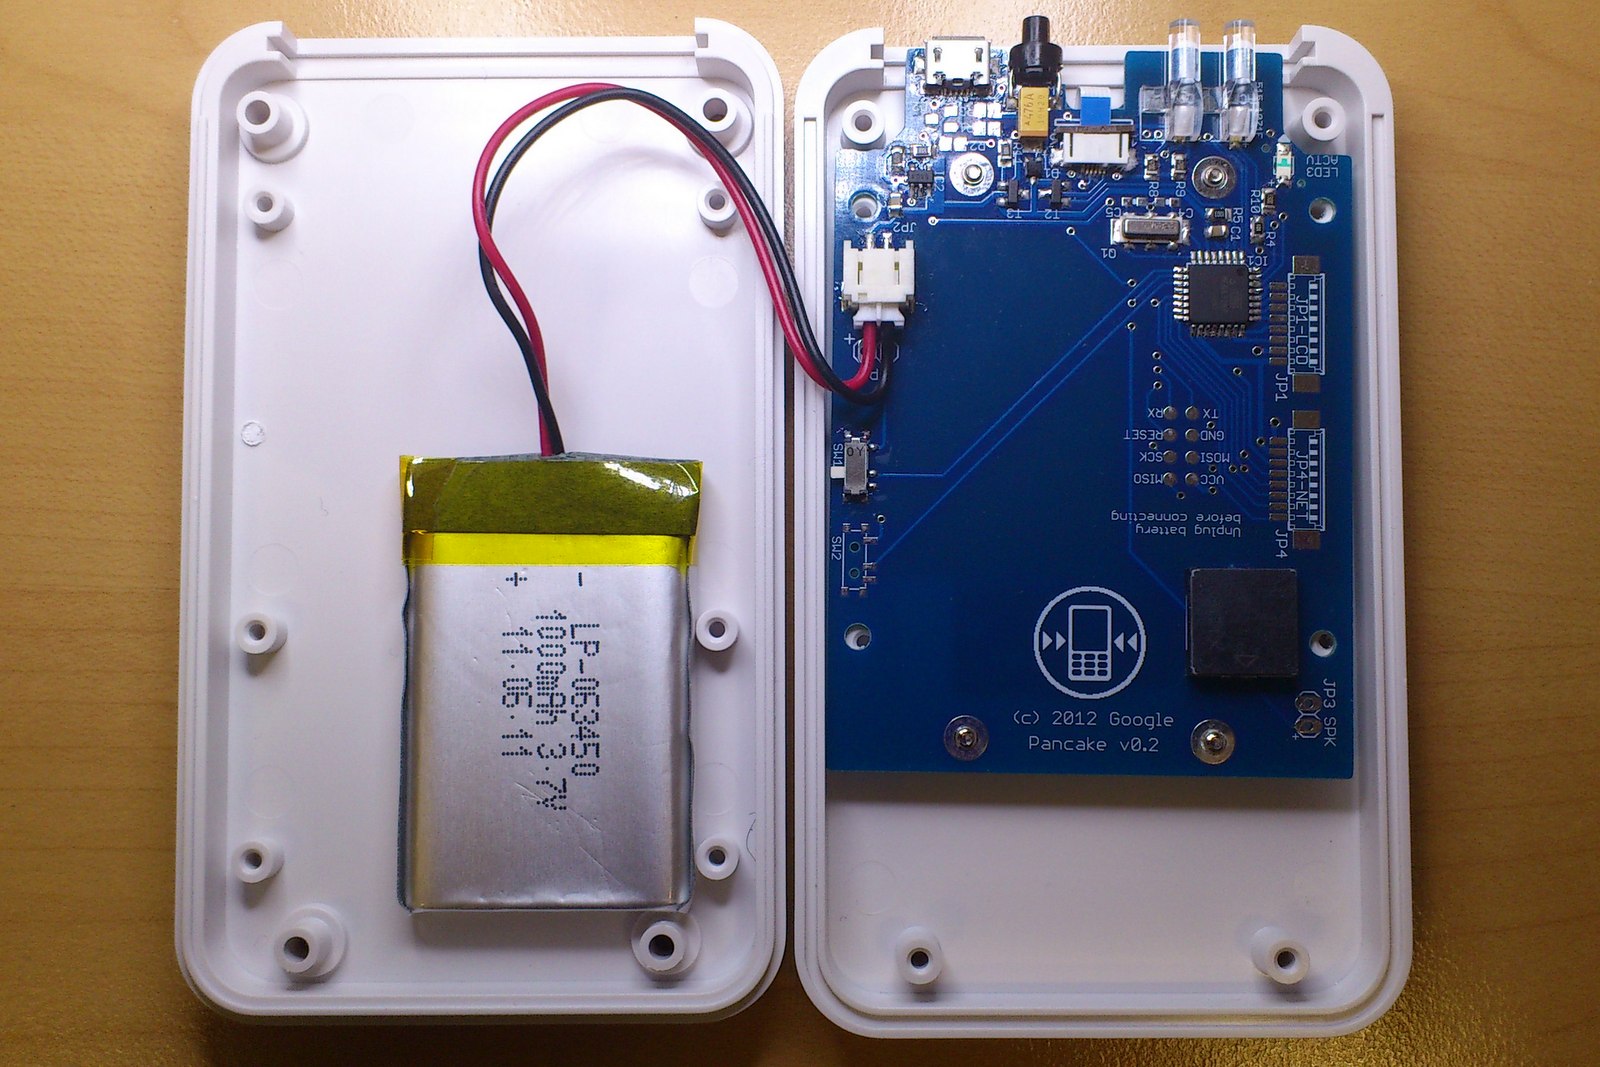 LP-063450
1000mAh 3.7V
11.06.11
+ -
476A
JP2
+
SW1
SW2
T3
T2
R8
R9
C5
C4
Q1
R5
C1
R10
R4
IC1
LED3
ACTV
JP1-LCD
JP1
JP4-NET
JP4
RX TX
RESET GND
SCK MOSI
MISO VCC
Unplug battery
before connecting
JP3 SPK
+
(c) 2012 Google
Pancake v0.2